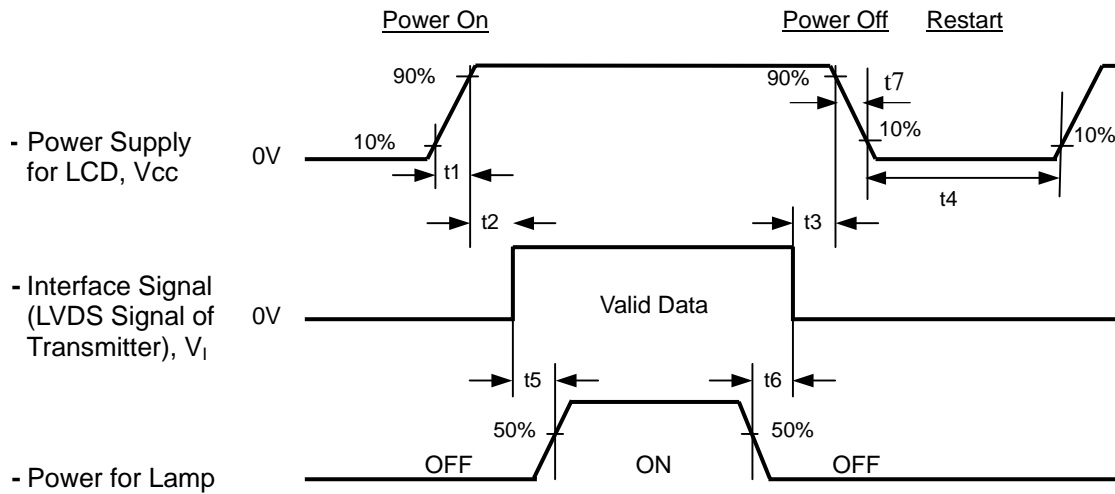 Power On
Power Off
Restart
90%
90%
t7
- Power Supply
for LCD, Vcc
0V
10%
10%
10%
t1
t4
t2
t3
- Interface Signal
(LVDS Signal of
Transmitter), VI
0V
Valid Data
t5
t6
50%
50%
- Power for Lamp
OFF
ON
OFF